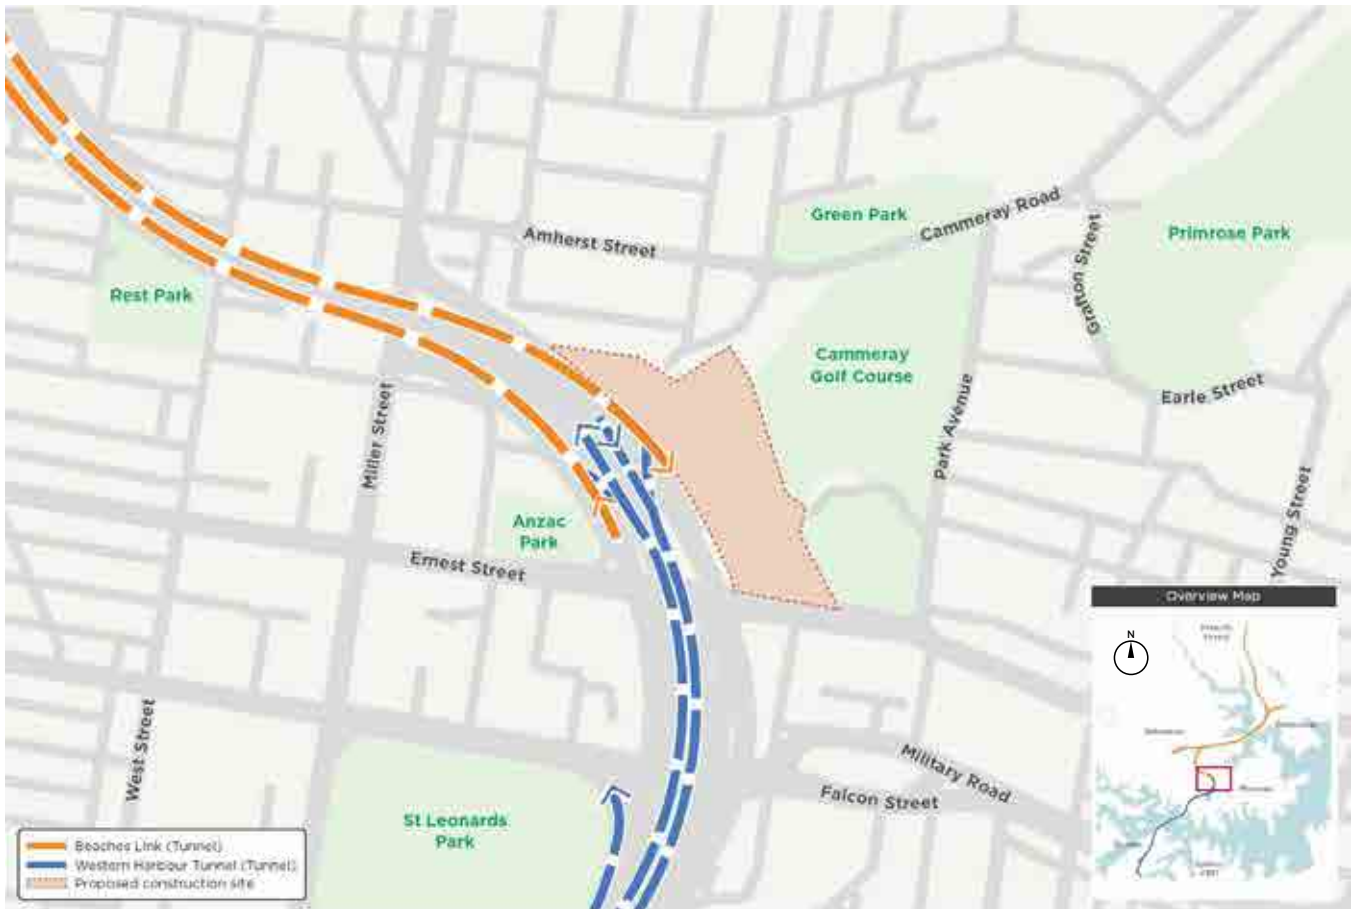 Green Park
Cammeray Road
Amherst Street
Grafton Street
Primrose Park
Rest Park
Cammeray
Golf Course
Earle Street
Miller Street
Park Avenue
Anzac
Park
Ernest Street
Young Street
West Street
Military Road
Falcon Street
St Leonards
Park
Beaches Link (Tunnel)
Western Harbour Tunnel (Tunnel)
Proposed construction site
Overview Map
N